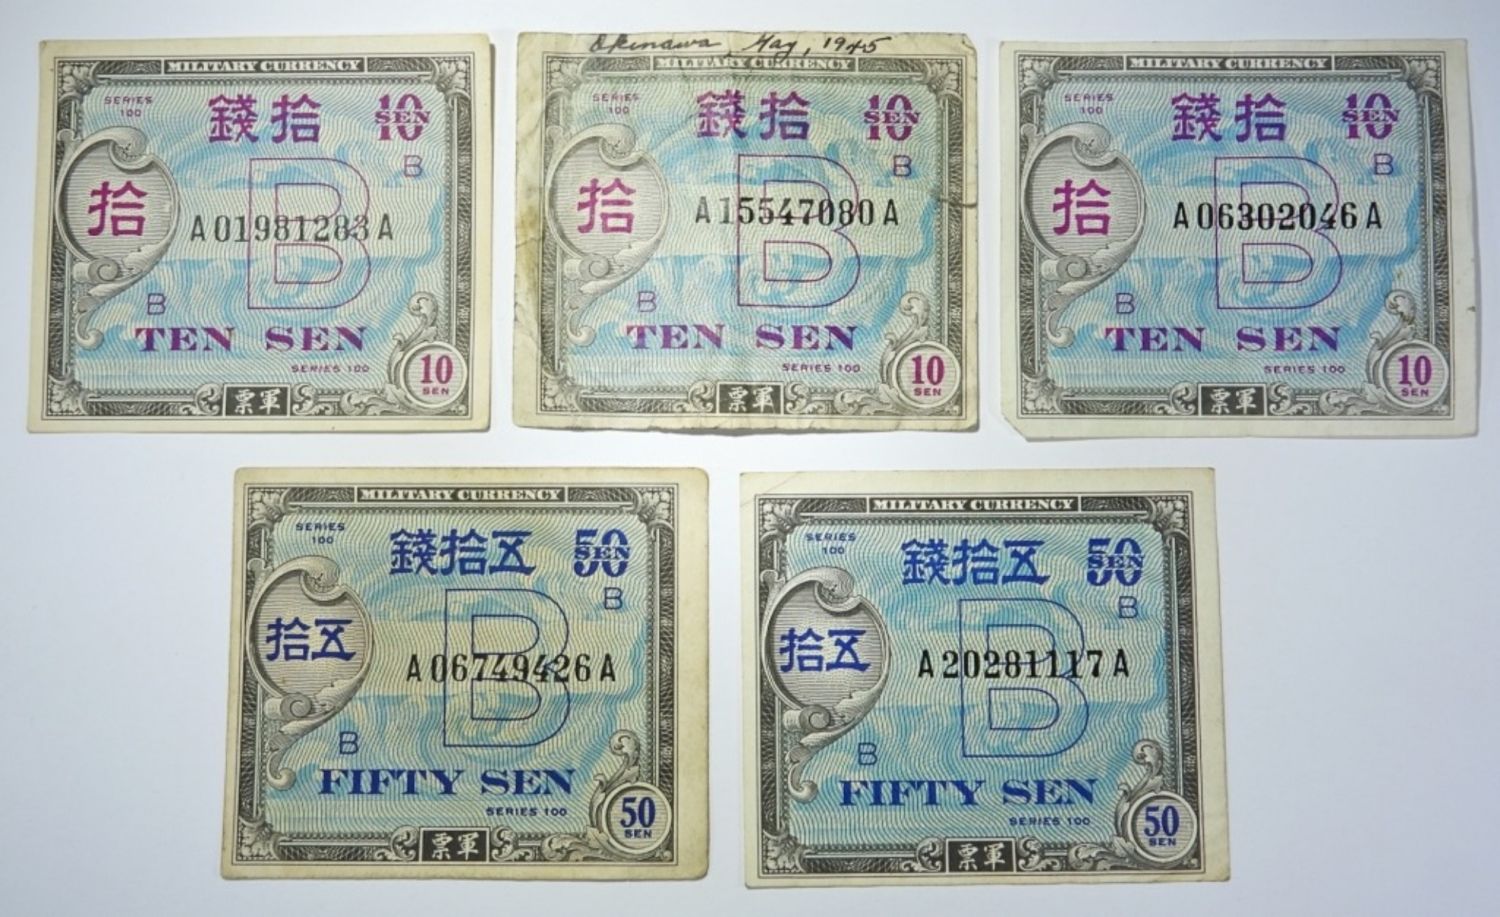 MILITARY CURRENCY
SERIES
100
錢拾
10
SEN
B
拾
B
A01981283A
B
TEN SEN
SERIES 100
票軍
10
SEN
Okinawa, May, 1945
MILITARY CURRENCY
SERIES
100
錢拾
10
SEN
B
拾
B
A15547080A
B
TEN SEN
SERIES 100
票軍
10
SEN
MILITARY CURRENCY
SERIES
100
錢拾
10
SEN
B
拾
B
A06302046A
B
TEN SEN
SERIES 100
票軍
10
SEN
MILITARY CURRENCY
SERIES
100
錢拾五
50
SEN
B
拾五
B
A06749426A
B
FIFTY SEN
SERIES 100
票軍
50
SEN
MILITARY CURRENCY
SERIES
100
錢拾五
50
SEN
B
拾五
B
A20281117A
B
FIFTY SEN
SERIES 100
票軍
50
SEN